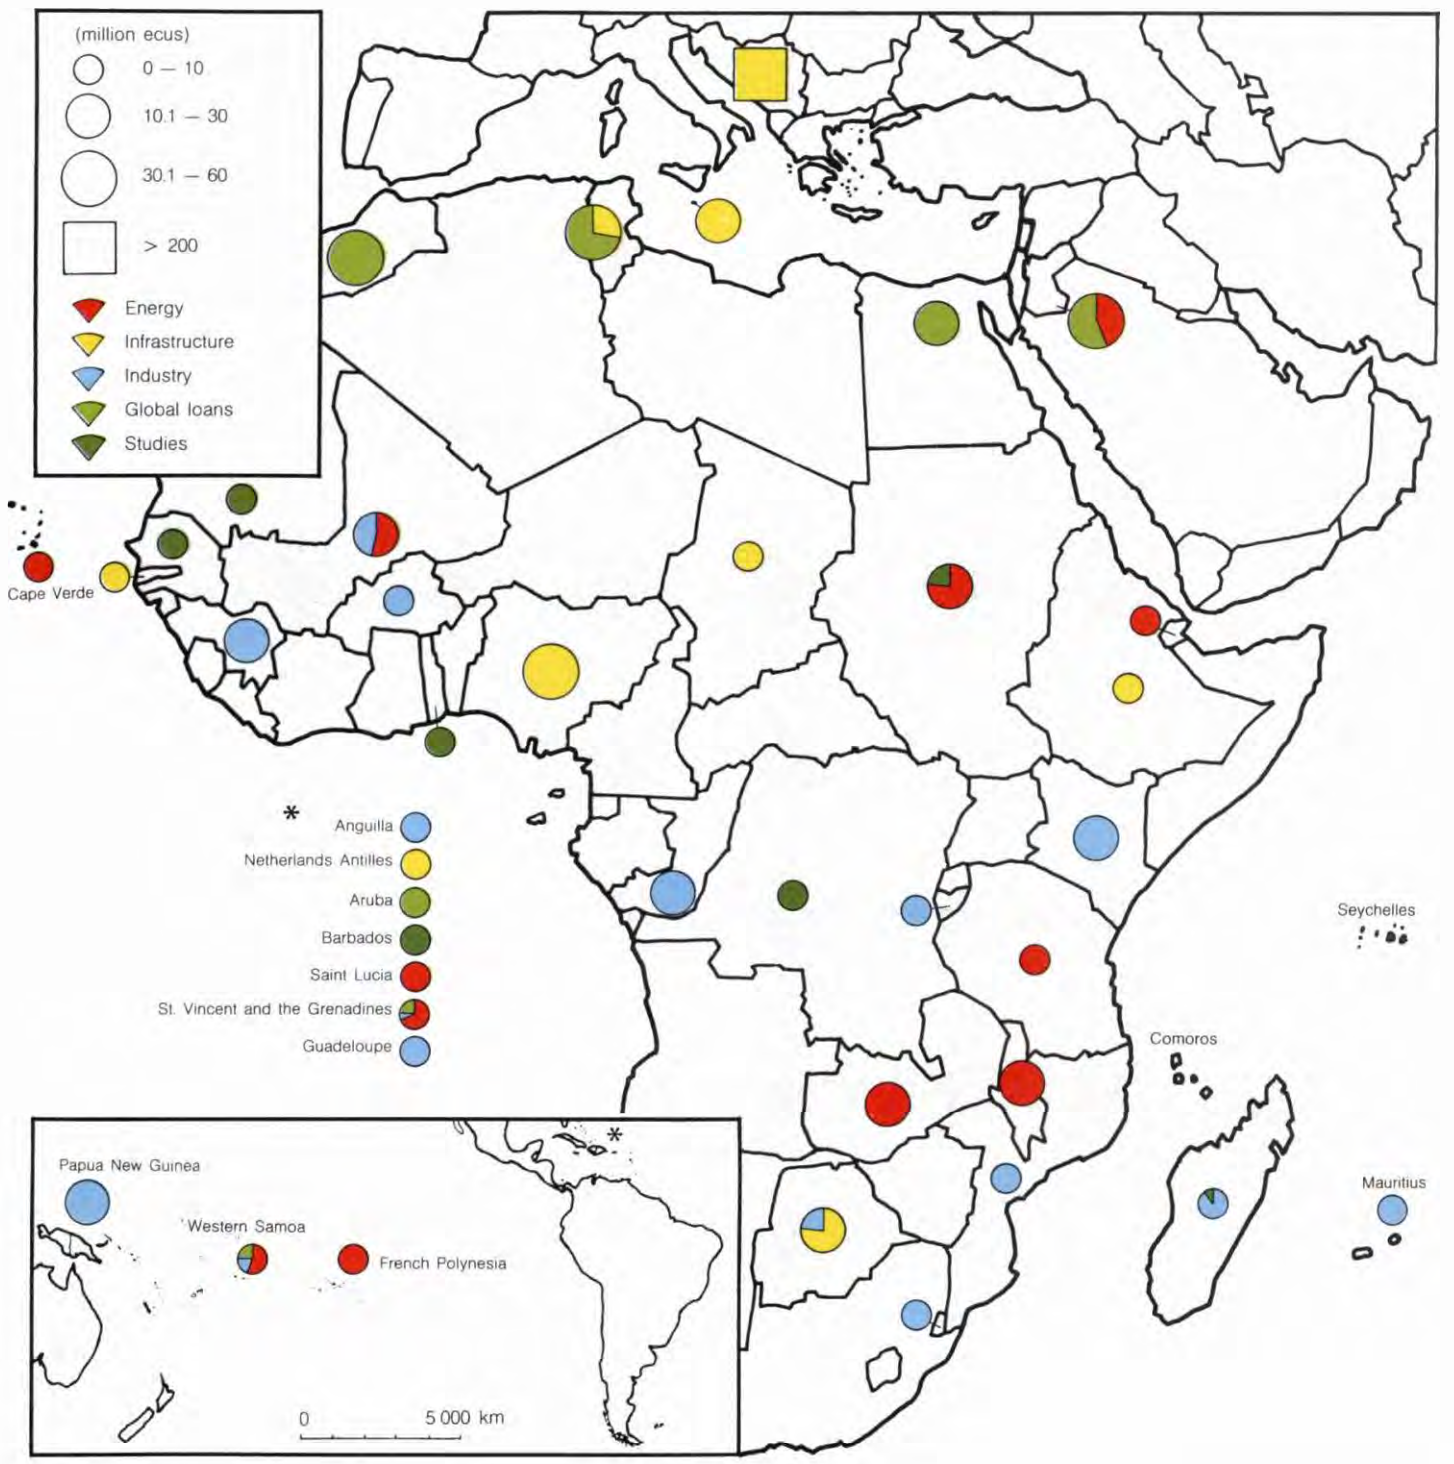 (million ecus)
0 — 10
10.1 — 30
30.1 — 60
> 200
Energy
Infrastructure
Industry
Global loans
Studies
Cape Verde
*
Anguilla
Netherlands Antilles
Aruba
Barbados
Saint Lucia
St. Vincent and the Grenadines
Guadeloupe
Seychelles
Comoros
Mauritius
*
Papua New Guinea
Western Samoa
French Polynesia
0 5 000 km